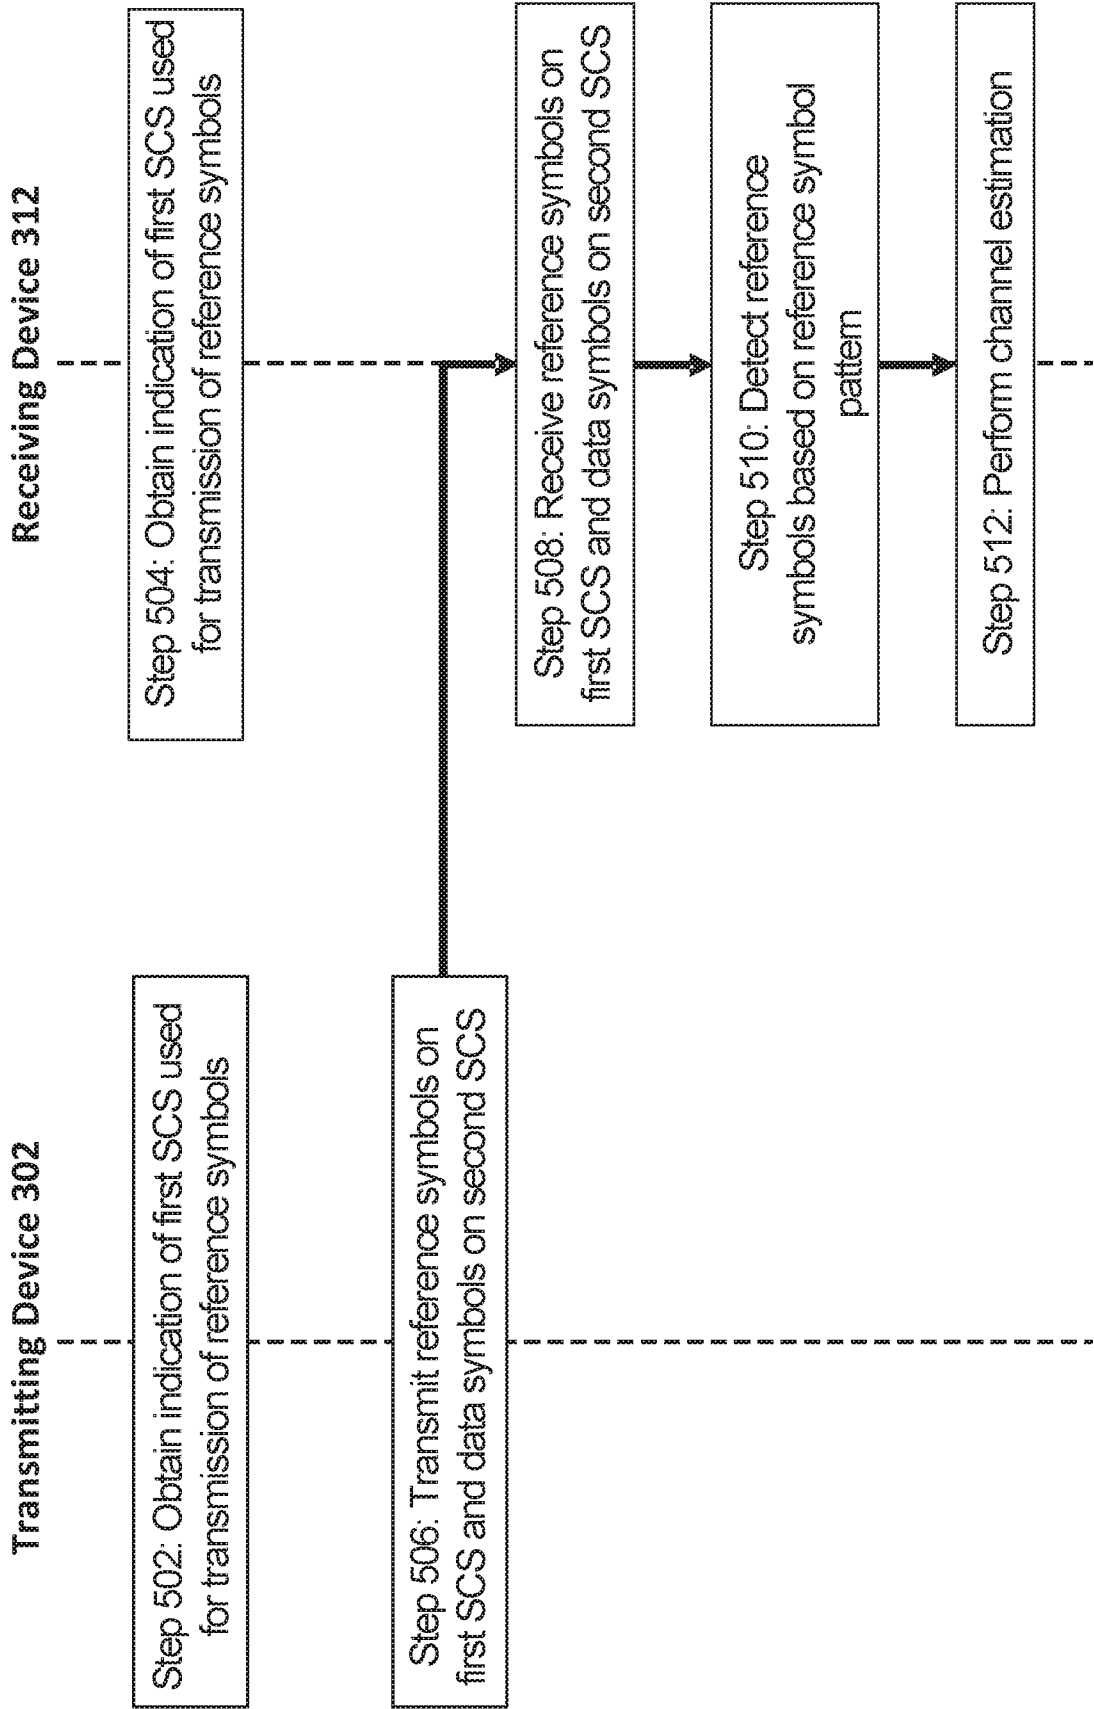 Transmitting Device 302
Receiving Device 312
Step 502: Obtain indication of first SCS used
for transmission of reference symbols
Step 504: Obtain indication of first SCS used
for transmission of reference symbols
Step 506: Transmit reference symbols on
first SCS and data symbols on second SCS
Step 508: Receive reference symbols on
first SCS and data symbols on second SCS
Step 510: Detect reference
symbols based on reference symbol
pattern
Step 512: Perform channel estimation